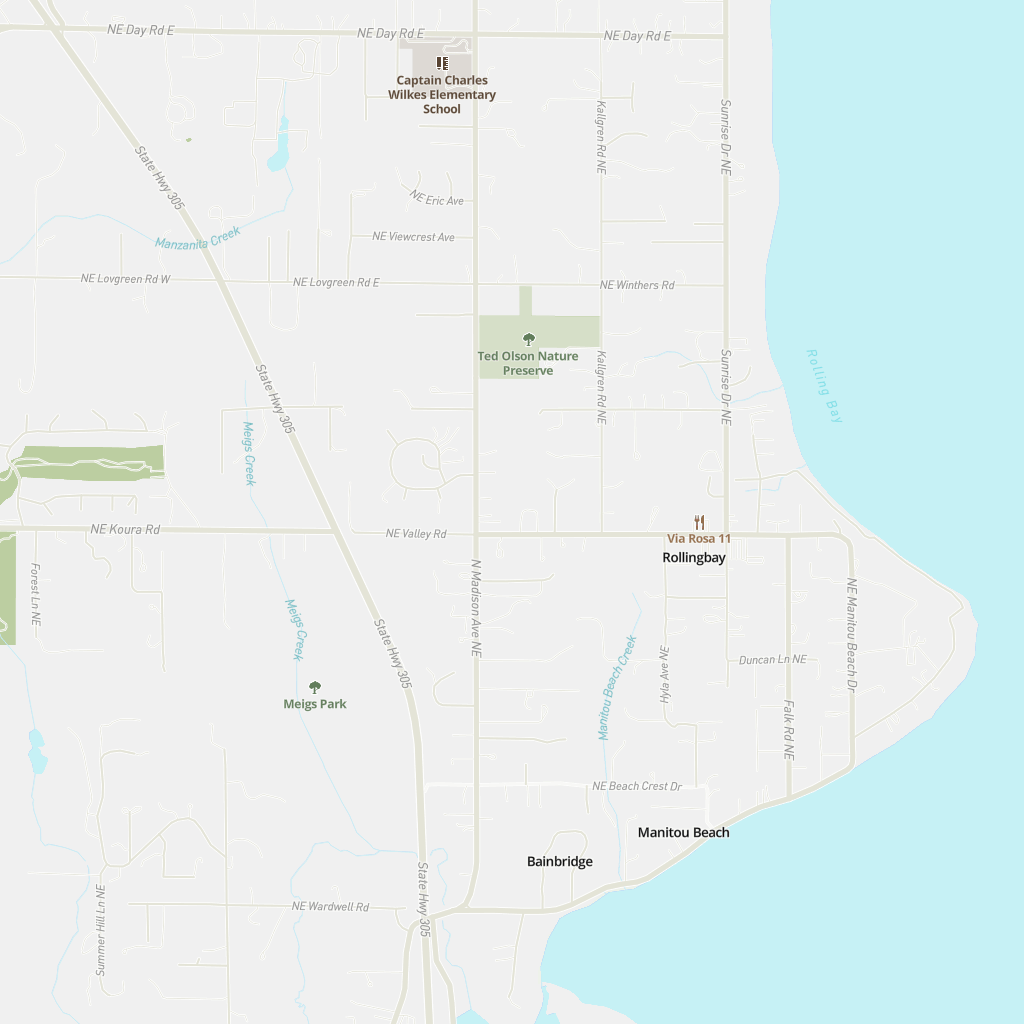 NE Day Rd E
NE Day Rd E
NE Day Rd E
Captain Charles
Wilkes Elementary
School
Kallgren Rd NE
Sunrise Dr NE
State Hwy 305
NE Eric Ave
Manzanita Creek
NE Viewcrest Ave
NE Lovgreen Rd W
NE Lovgreen Rd E
NE Winthers Rd
Ted Olson Nature
Preserve
Kallgren Rd NE
Sunrise Dr NE
Rolling Bay
State Hwy 305
Meigs Creek
NE Koura Rd
NE Valley Rd
Via Rosa 11
Rollingbay
Forest Ln NE
N Madison Ave NE
NE Manitou Beach Dr
Meigs Creek
State Hwy 305
Manitou Beach Creek
Hyla Ave NE
Duncan Ln NE
Meigs Park
Falk Rd NE
NE Beach Crest Dr
Manitou Beach
Bainbridge
State Hwy 305
Summer Hill Ln NE
NE Wardwell Rd